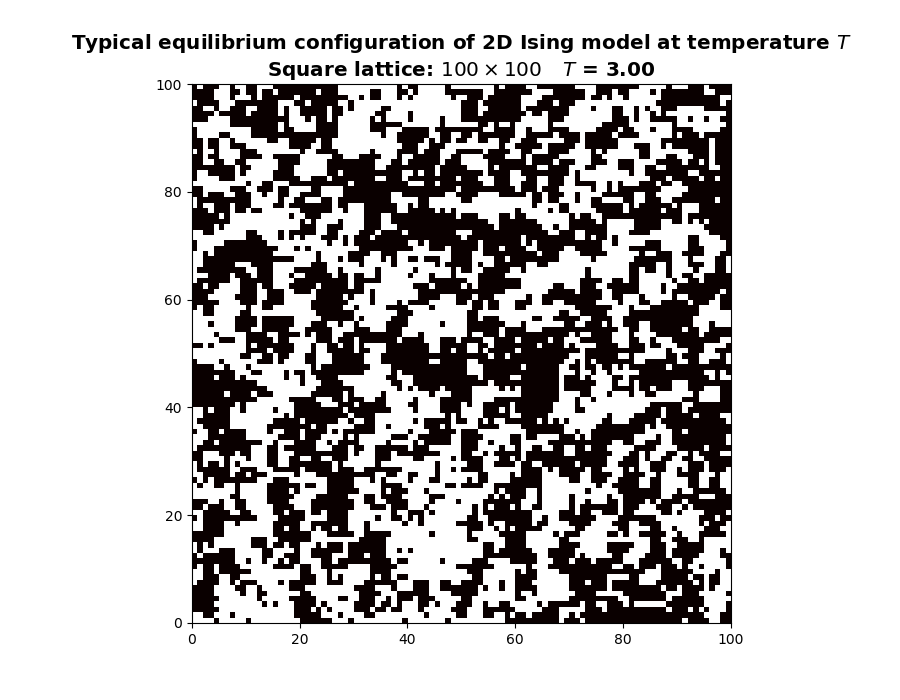 Typical equilibrium configuration of 2D Ising model at temperature T
Square lattice: 100 × 100 T = 3.00
100
80
60
40
20
0
0 20 40 60 80 100